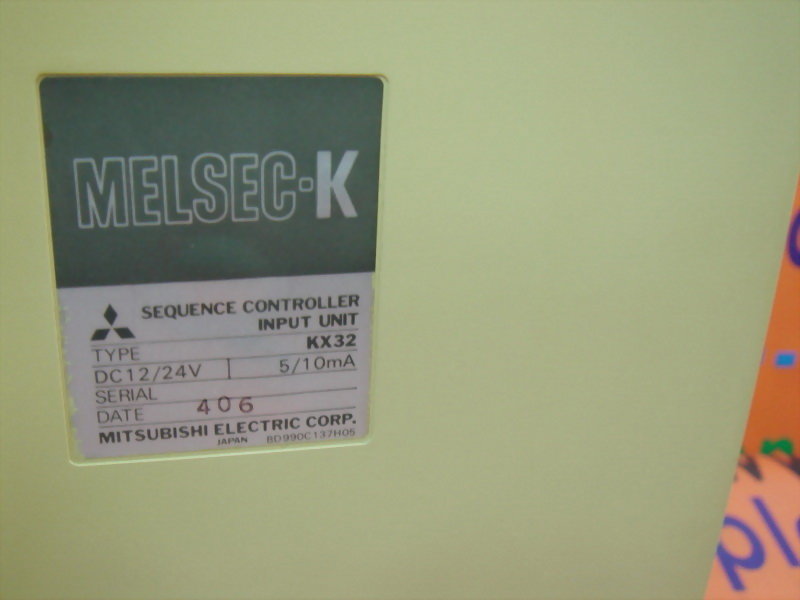 MELSEC-K
SEQUENCE CONTROLLER
INPUT UNIT
TYPE KX32
DC12/24V 5/10mA
SERIAL
DATE 406
MITSUBISHI ELECTRIC CORP.
JAPAN BD990C137H05